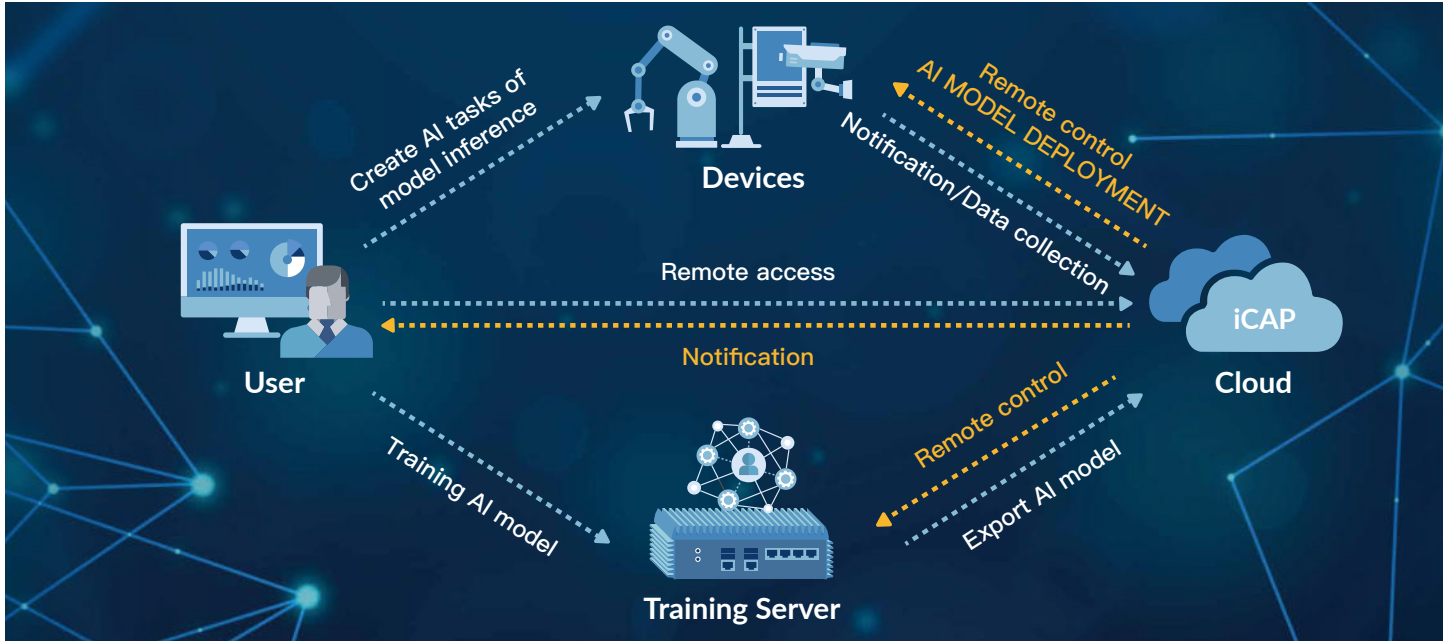 Create AI tasks of
model inference
Devices
Remote control
AI MODEL DEPLOYMENT
Notification/Data collection
Remote access
Notification
User
iCAP
Cloud
Training AI model
Remote control
Export AI model
Training Server